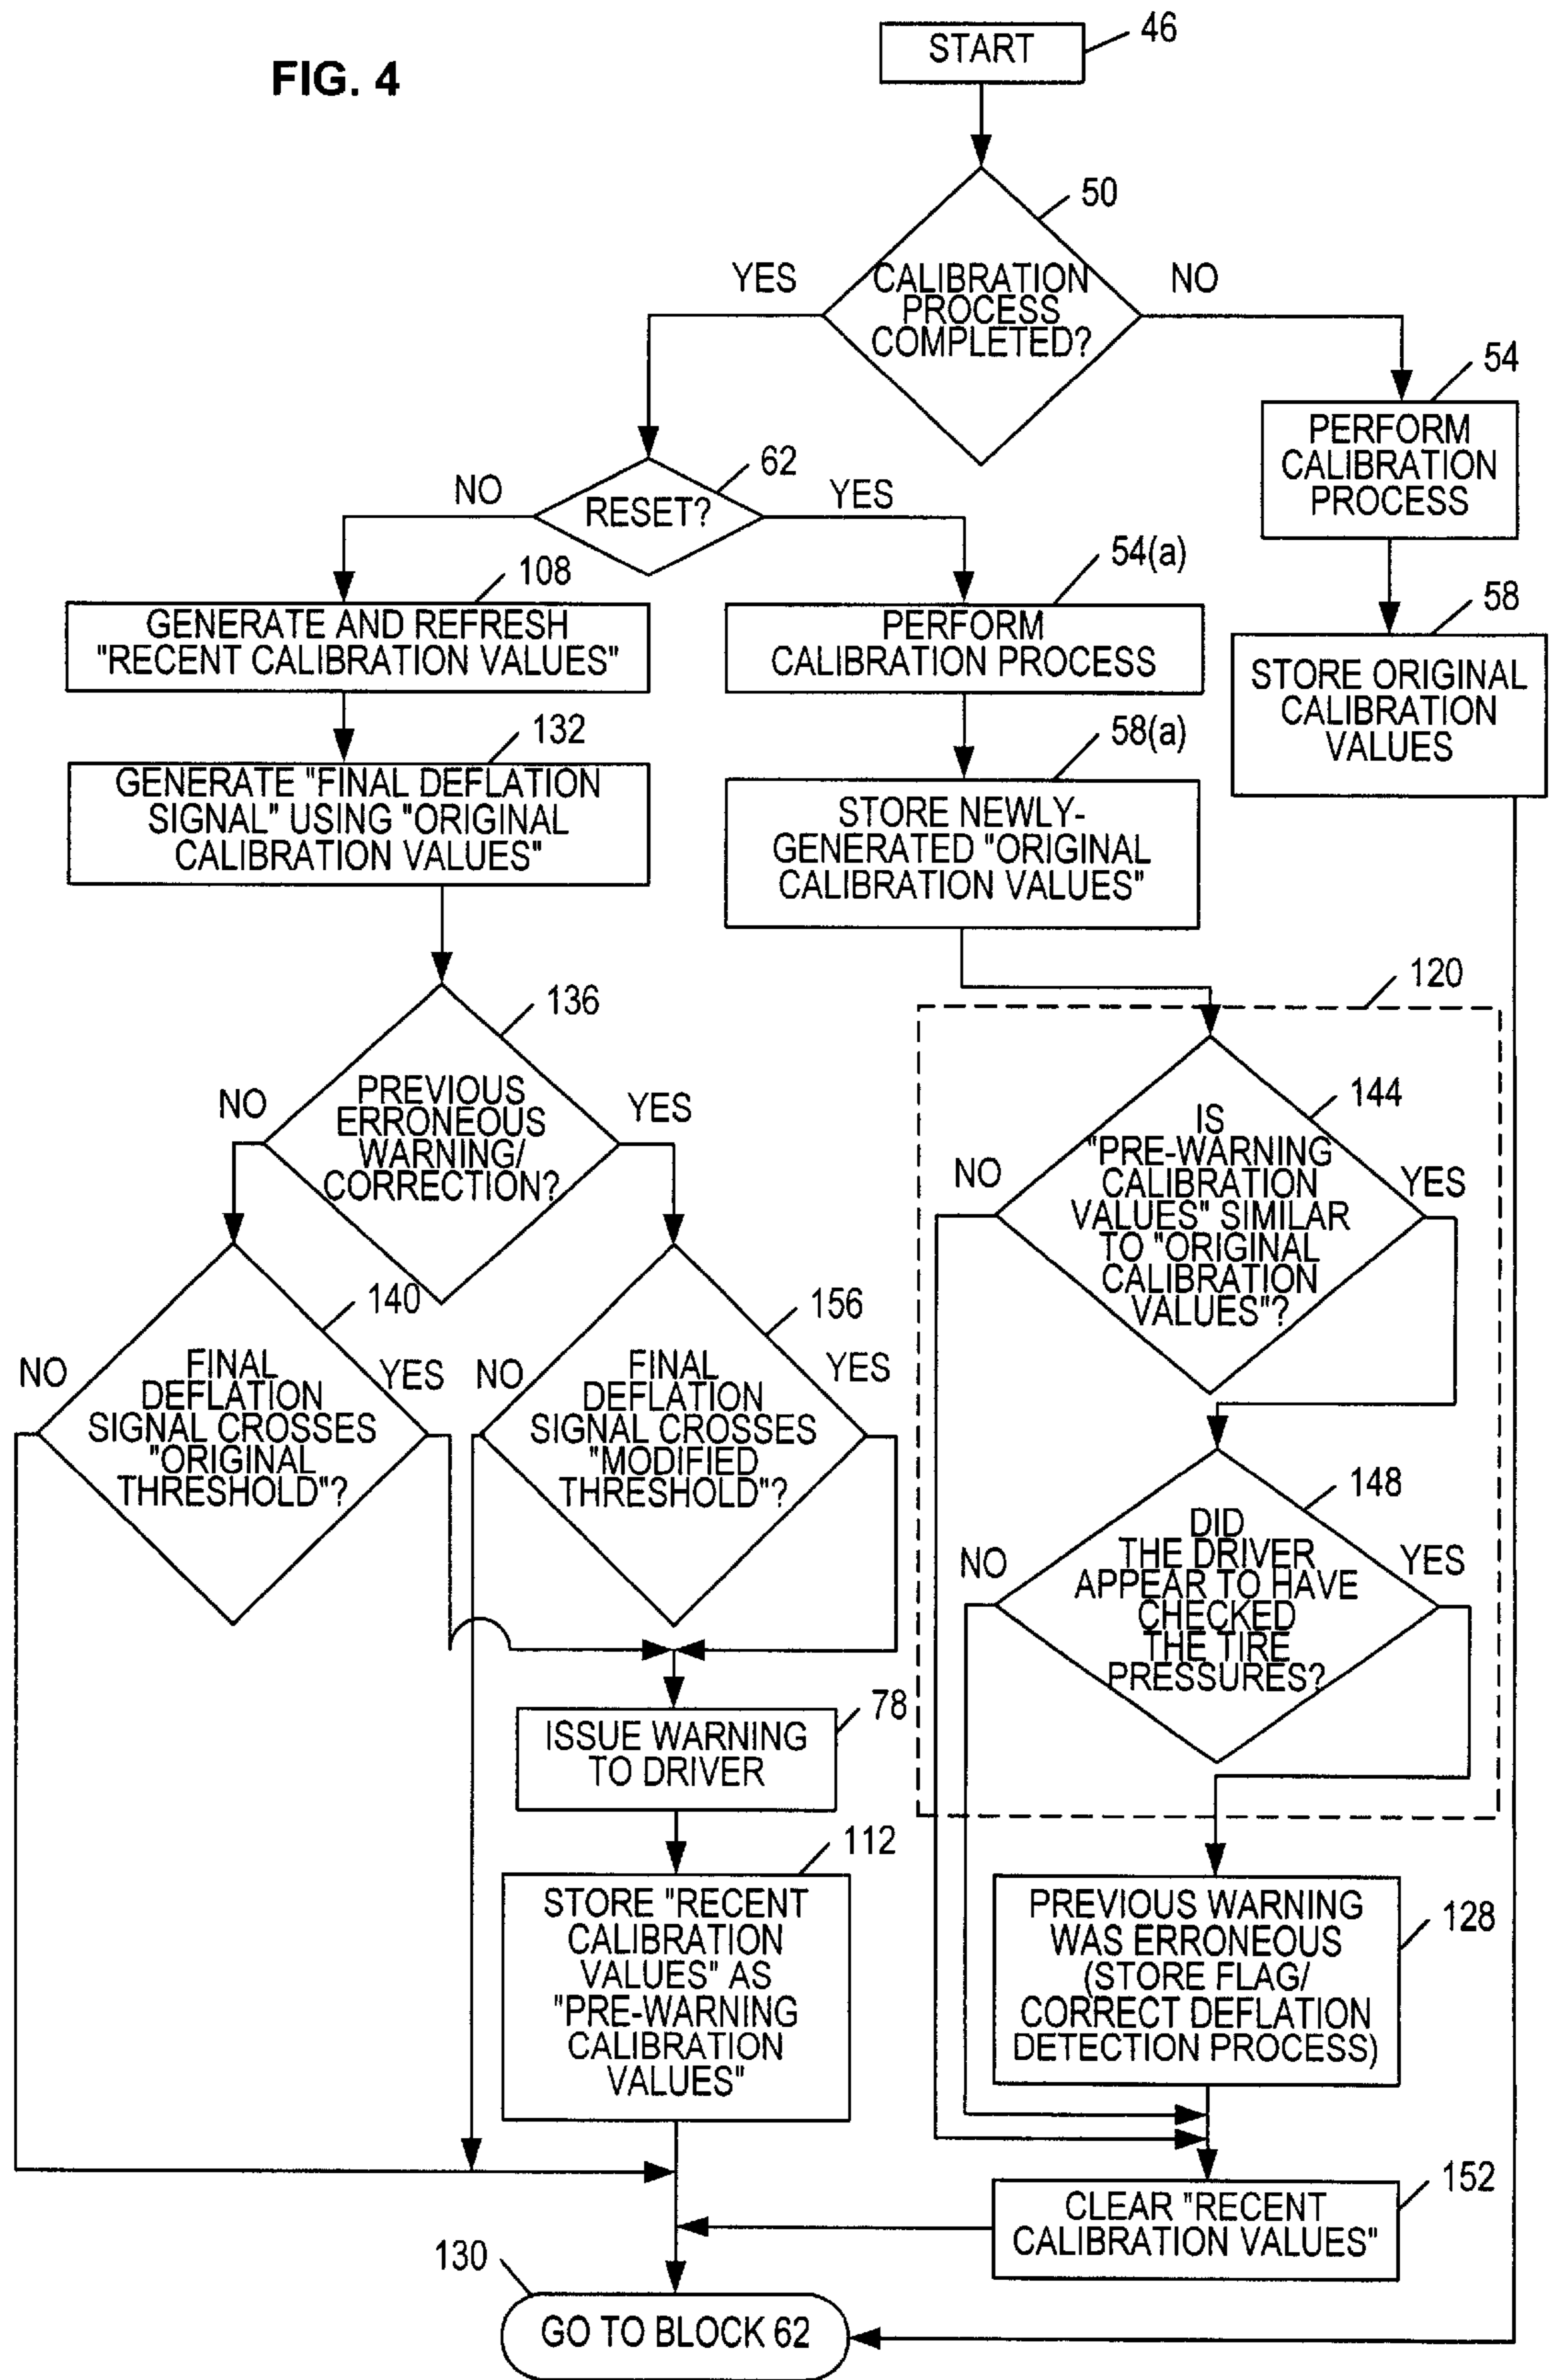 FIG. 4
START
46
50
CALIBRATION
PROCESS
COMPLETED?
YES
NO
54
PERFORM
CALIBRATION
PROCESS
58
STORE ORIGINAL
CALIBRATION
VALUES
62
RESET?
NO
YES
108
GENERATE AND REFRESH
"RECENT CALIBRATION VALUES"
54(a)
PERFORM
CALIBRATION PROCESS
132
GENERATE "FINAL DEFLATION
SIGNAL" USING "ORIGINAL
CALIBRATION VALUES"
58(a)
STORE NEWLY-
GENERATED "ORIGINAL
CALIBRATION VALUES"
120
136
PREVIOUS
ERRONEOUS
WARNING/
CORRECTION?
NO
YES
144
IS
"PRE-WARNING
CALIBRATION
VALUES" SIMILAR
TO "ORIGINAL
CALIBRATION
VALUES"?
NO
YES
140
FINAL
DEFLATION
SIGNAL CROSSES
"ORIGINAL
THRESHOLD"?
NO
YES
156
FINAL
DEFLATION
SIGNAL CROSSES
"MODIFIED
THRESHOLD"?
NO
YES
148
DID
THE DRIVER
APPEAR TO HAVE
CHECKED
THE TIRE
PRESSURES?
NO
YES
78
ISSUE WARNING
TO DRIVER
112
STORE "RECENT
CALIBRATION
VALUES" AS
"PRE-WARNING
CALIBRATION
VALUES"
128
PREVIOUS WARNING
WAS ERRONEOUS
(STORE FLAG/
CORRECT DEFLATION
DETECTION PROCESS)
152
CLEAR "RECENT
CALIBRATION VALUES"
130
GO TO BLOCK 62